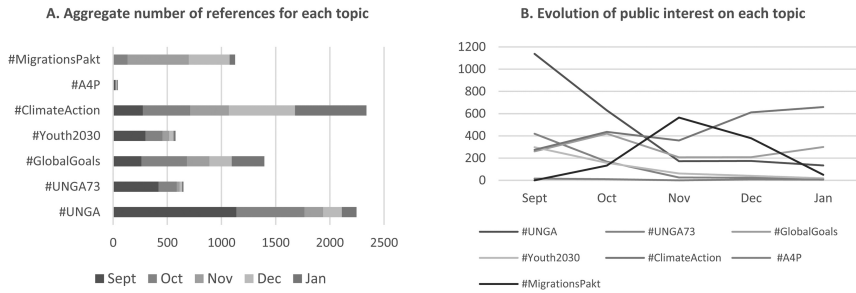 A. Aggregate number of references for each topic
#MigrationsPakt
#A4P
#ClimateAction
#Youth2030
#GlobalGoals
#UNGA73
#UNGA
0 500 1000 1500 2000 2500
Sept Oct Nov Dec Jan
B. Evolution of public interest on each topic
1200
1000
800
600
400
200
0
Sept Oct Nov Dec Jan
#UNGA #UNGA73 #GlobalGoals
#Youth2030 #ClimateAction #A4P
#MigrationsPakt